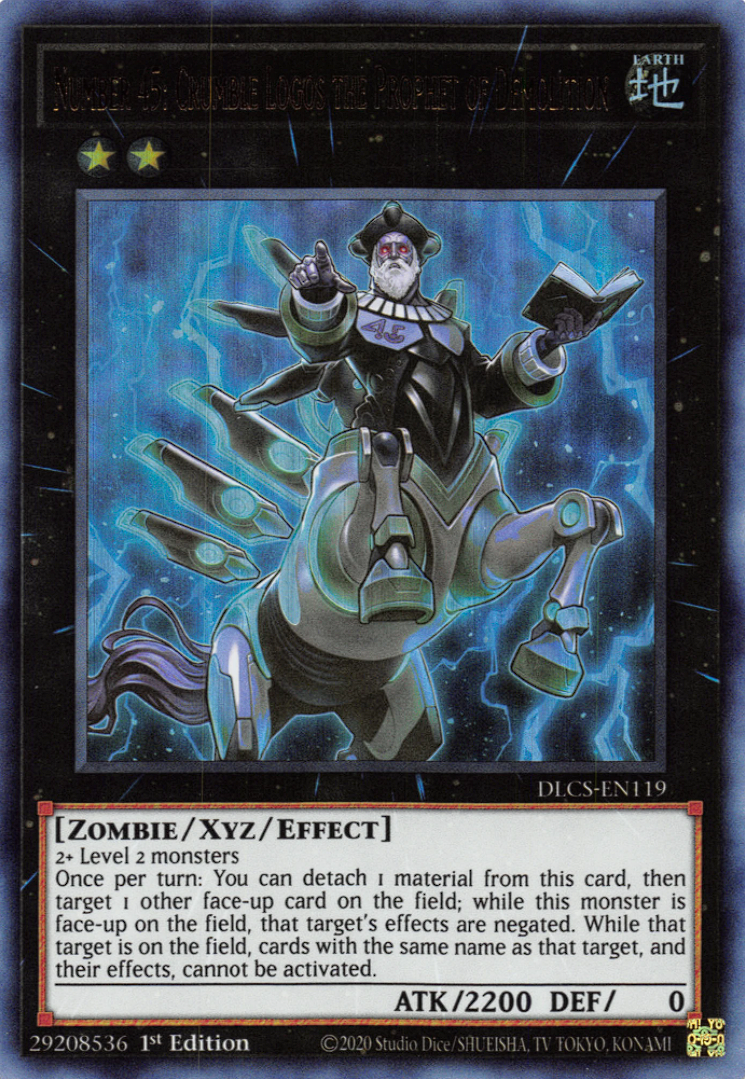 Number 45: Crumble Logos the Prophet of Demolition
EARTH
地
45
DLCS-EN119
[Zombie/Xyz/Effect]
2+ Level 2 monsters
Once per turn: You can detach 1 material from this card, then
target 1 other face-up card on the field; while this monster is
face-up on the field, that target's effects are negated. While that
target is on the field, cards with the same name as that target, and
their effects, cannot be activated.
ATK/2200 DEF/ 0
29208536 1st Edition ©2020 Studio Dice/SHUEISHA, TV TOKYO, KONAMI